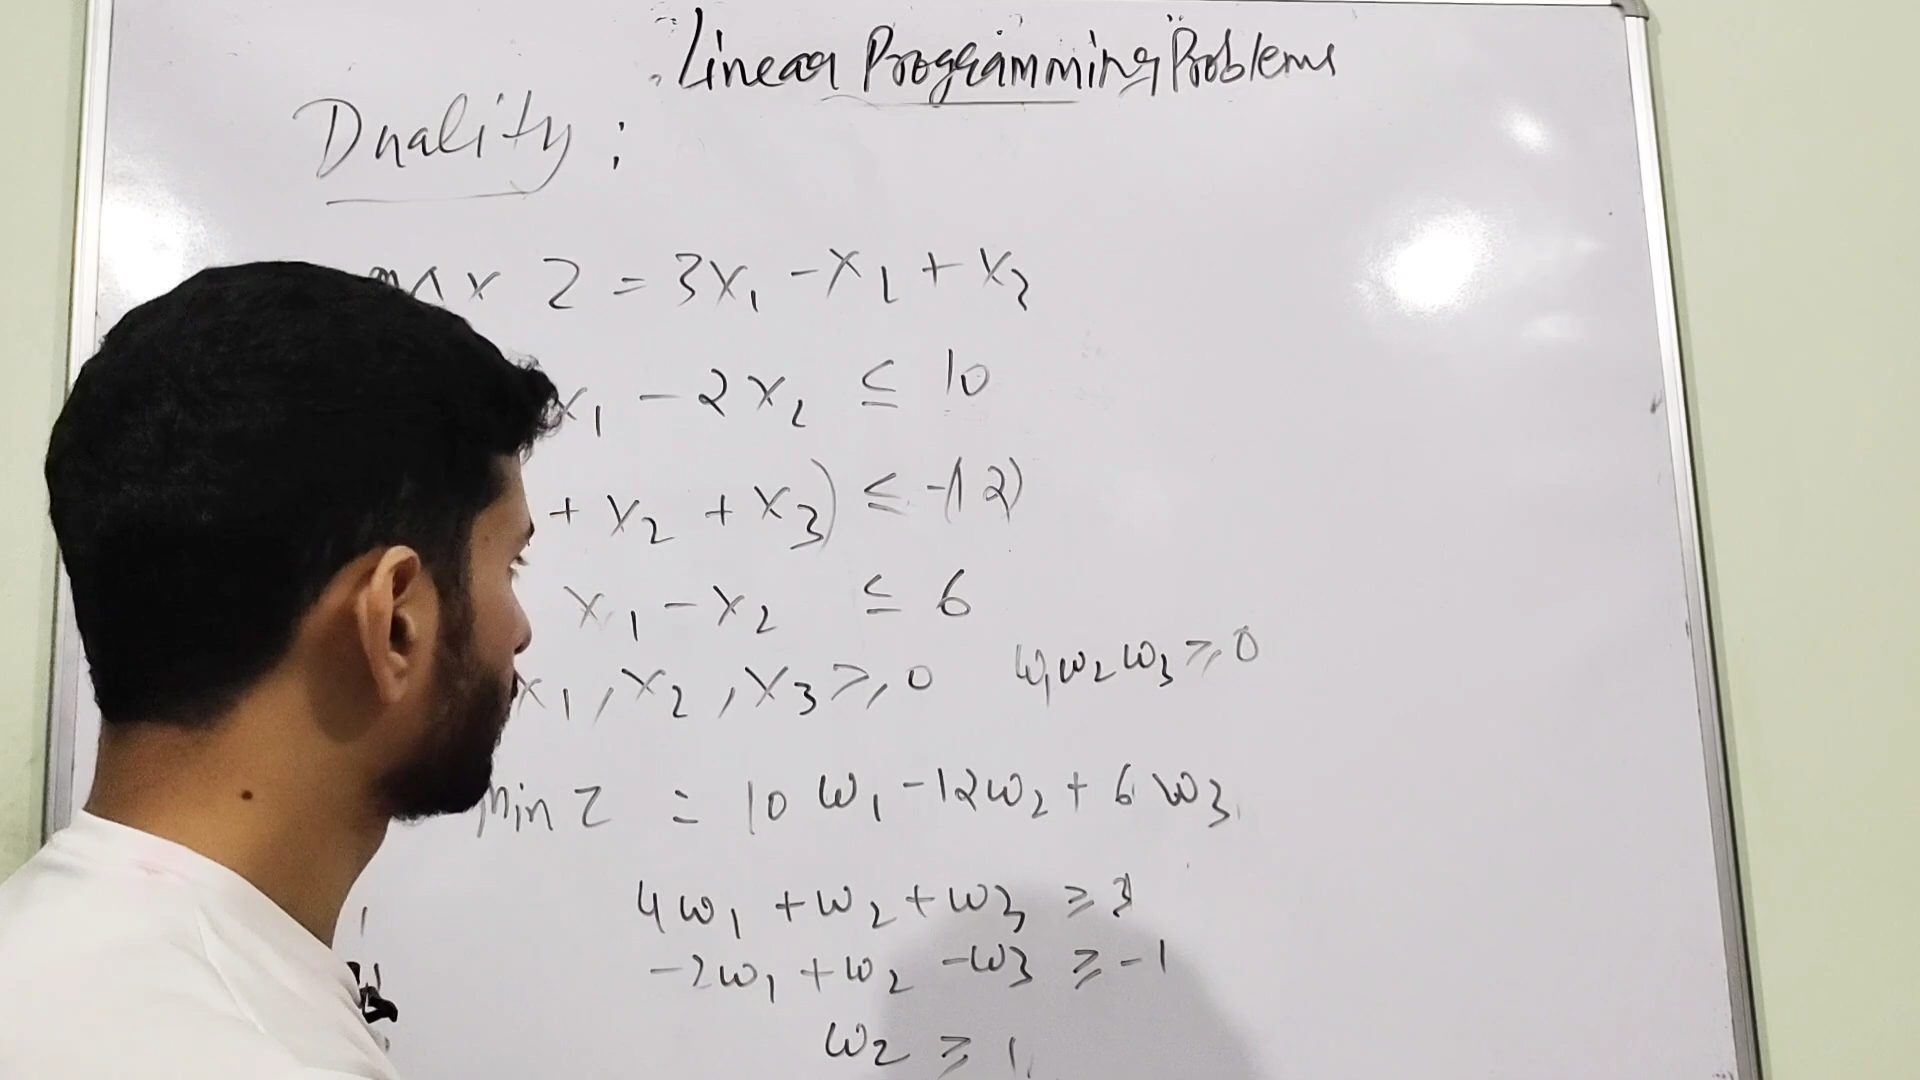 Linear Programming Problems
Duality :
max Z = 3x₁ - x₂ + x₃
x₁ - 2x₂ ≤ 10
+ x₂ + x₃) ≤ -(12)
x₁ - x₂ ≤ 6
x₁, x₂, x₃ ≥ 0 w₁ w₂ w₃ ≥ 0
Min Z = 10 w₁ - 12w₂ + 6 w₃
4w₁ + w₂ + w₃ ≥ 3
-2w₁ + w₂ - w₃ ≥ -1
w₂ ≥ 1